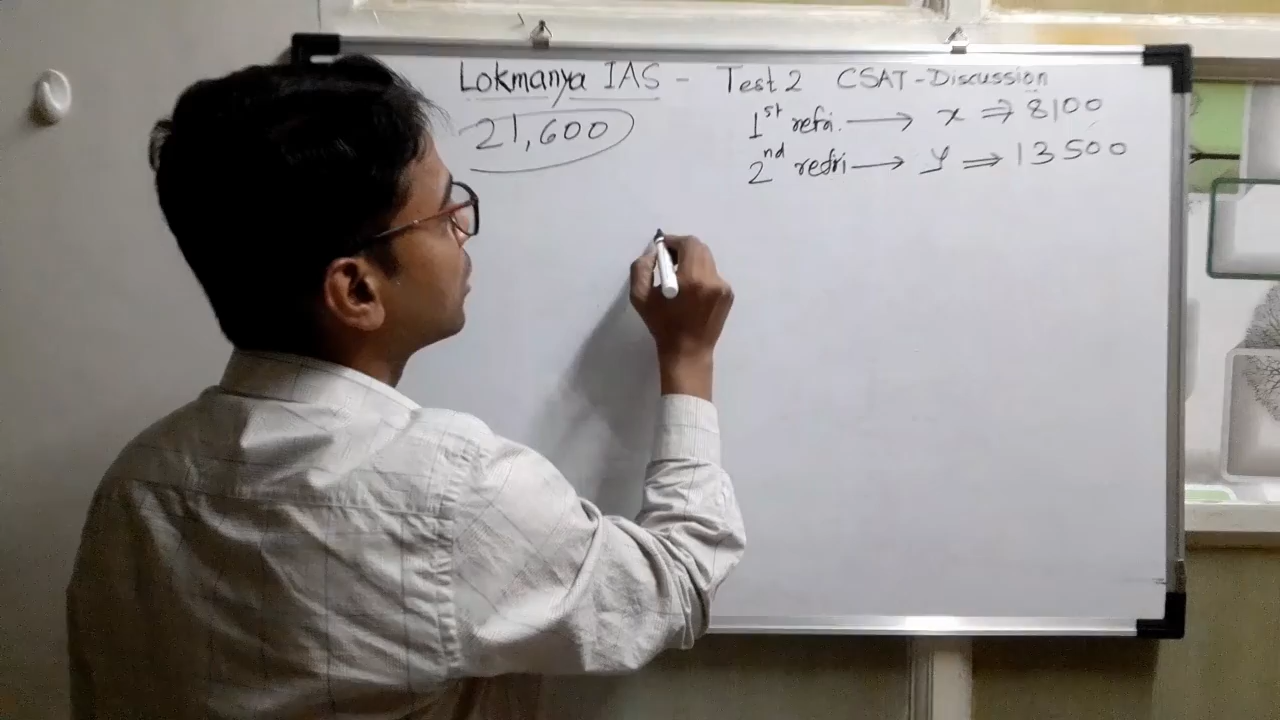 Lokmanya IAS - Test 2 CSAT-Discussion
21,600
1st refri. → x ⇒ 8100
2nd refri → y ⇒ 13500